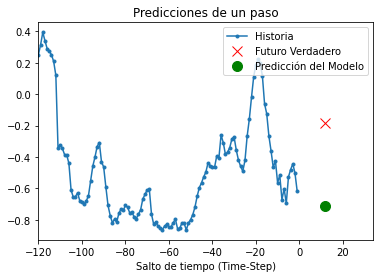 Predicciones de un paso
Historia
Futuro Verdadero
Predicción del Modelo
0.4
0.2
0.0
−0.2
−0.4
−0.6
−0.8
−120 −100 −80 −60 −40 −20 0 20
Salto de tiempo (Time-Step)